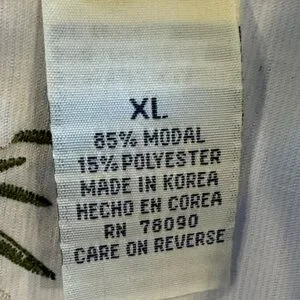 XL
85% MODAL
15% POLYESTER
MADE IN KOREA
HECHO EN COREA
RN 78090
CARE ON REVERSE